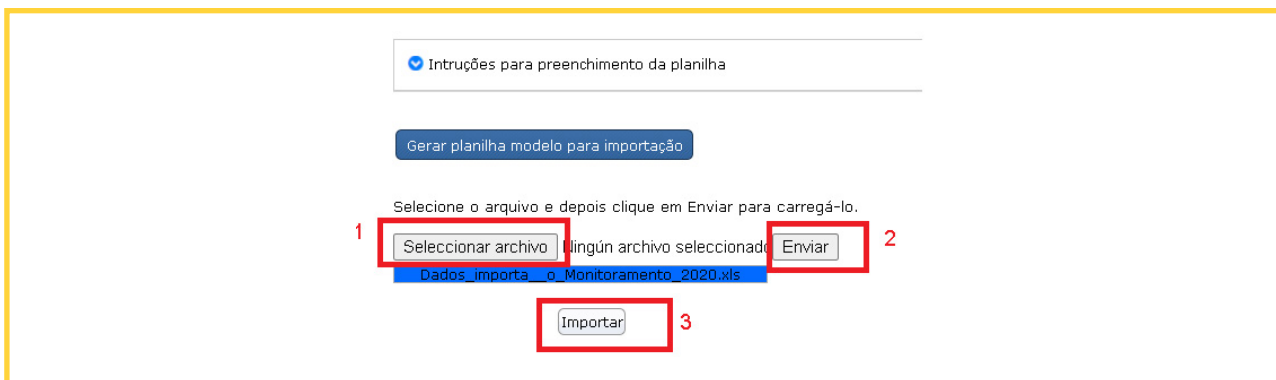 Intruções para preenchimento da planilha
Gerar planilha modelo para importação
Selecione o arquivo e depois clique em Enviar para carregá-lo.
1 Seleccionar archivo Ningún archivo seleccionado Enviar 2
Dados_importa__o_Monitoramento_2020.xls
Importar 3